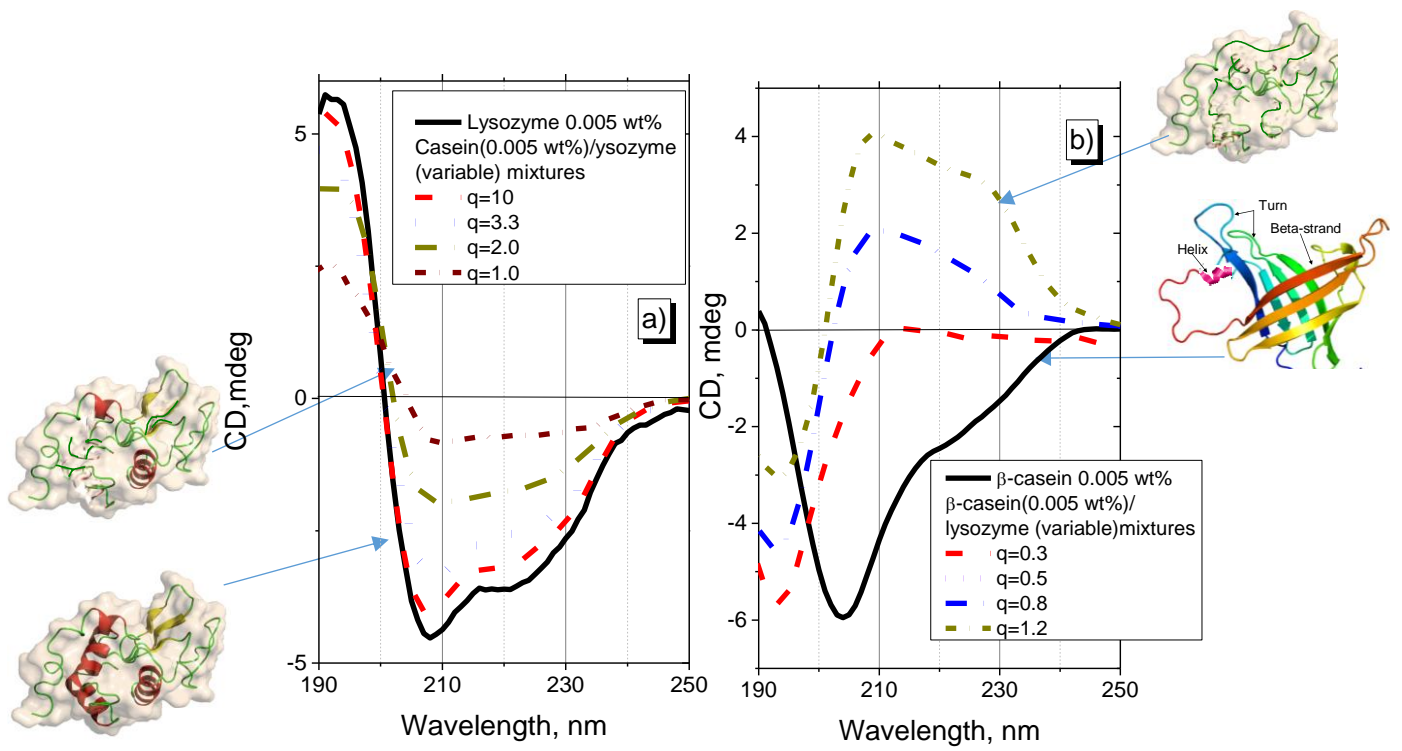 5
0
-5
CD,mdeg
Lysozyme 0.005 wt%
Casein(0.005 wt%)/ysozyme
(variable) mixtures
q=10
q=3.3
q=2.0
q=1.0
a)
190
210
230
250
Wavelength, nm
4
2
0
-2
-4
-6
CD, mdeg
b)
β-casein 0.005 wt%
β-casein(0.005 wt%)/
lysozyme (variable)mixtures
q=0.3
q=0.5
q=0.8
q=1.2
190
210
230
250
Wavelength, nm
Turn
Beta-strand
Helix